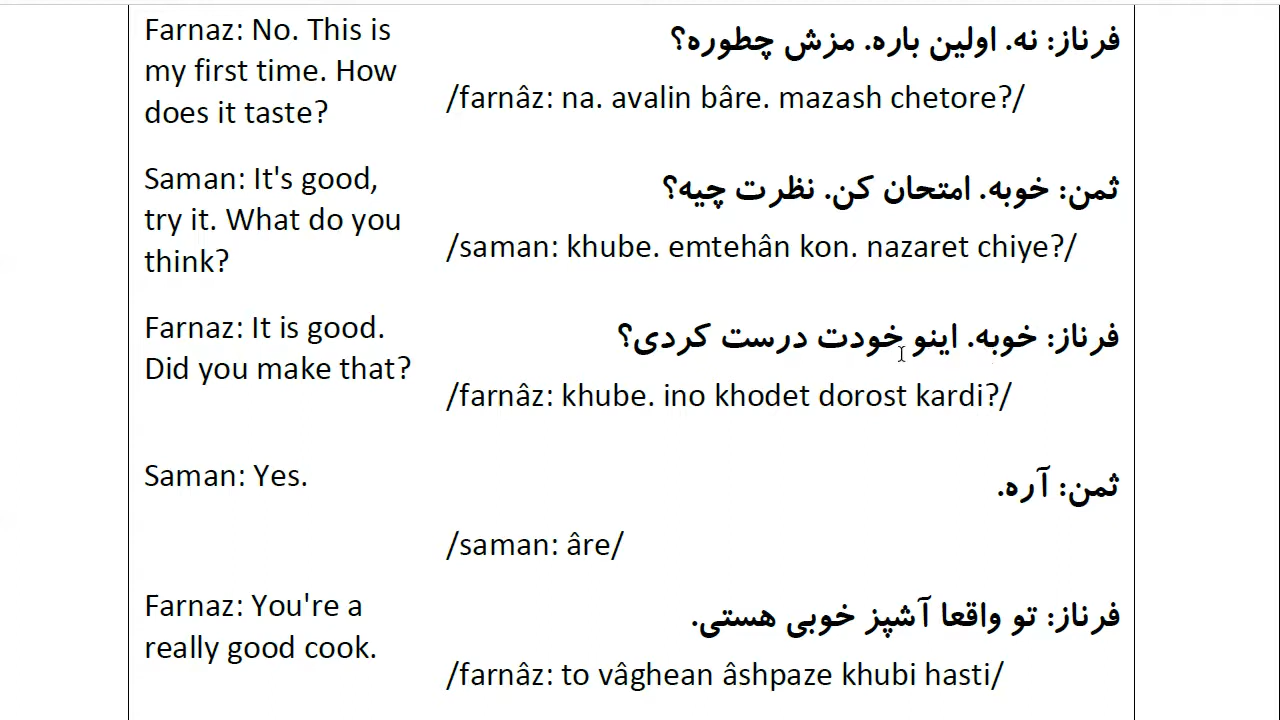 Farnaz: No. This is
my first time. How
does it taste?
فرناز: نه. اولین باره. مزش چطوره؟
/farnâz: na. avalin bâre. mazash chetore?/
Saman: It's good,
try it. What do you
think?
ثمن: خوبه. امتحان کن. نظرت چیه؟
/saman: khube. emtehân kon. nazaret chiye?/
Farnaz: It is good.
Did you make that?
فرناز: خوبه. اینو خودت درست کردی؟
/farnâz: khube. ino khodet dorost kardi?/
Saman: Yes.
ثمن: آره.
/saman: âre/
Farnaz: You're a
really good cook.
فرناز: تو واقعا آشپز خوبی هستی.
/farnâz: to vâghean âshpaze khubi hasti/